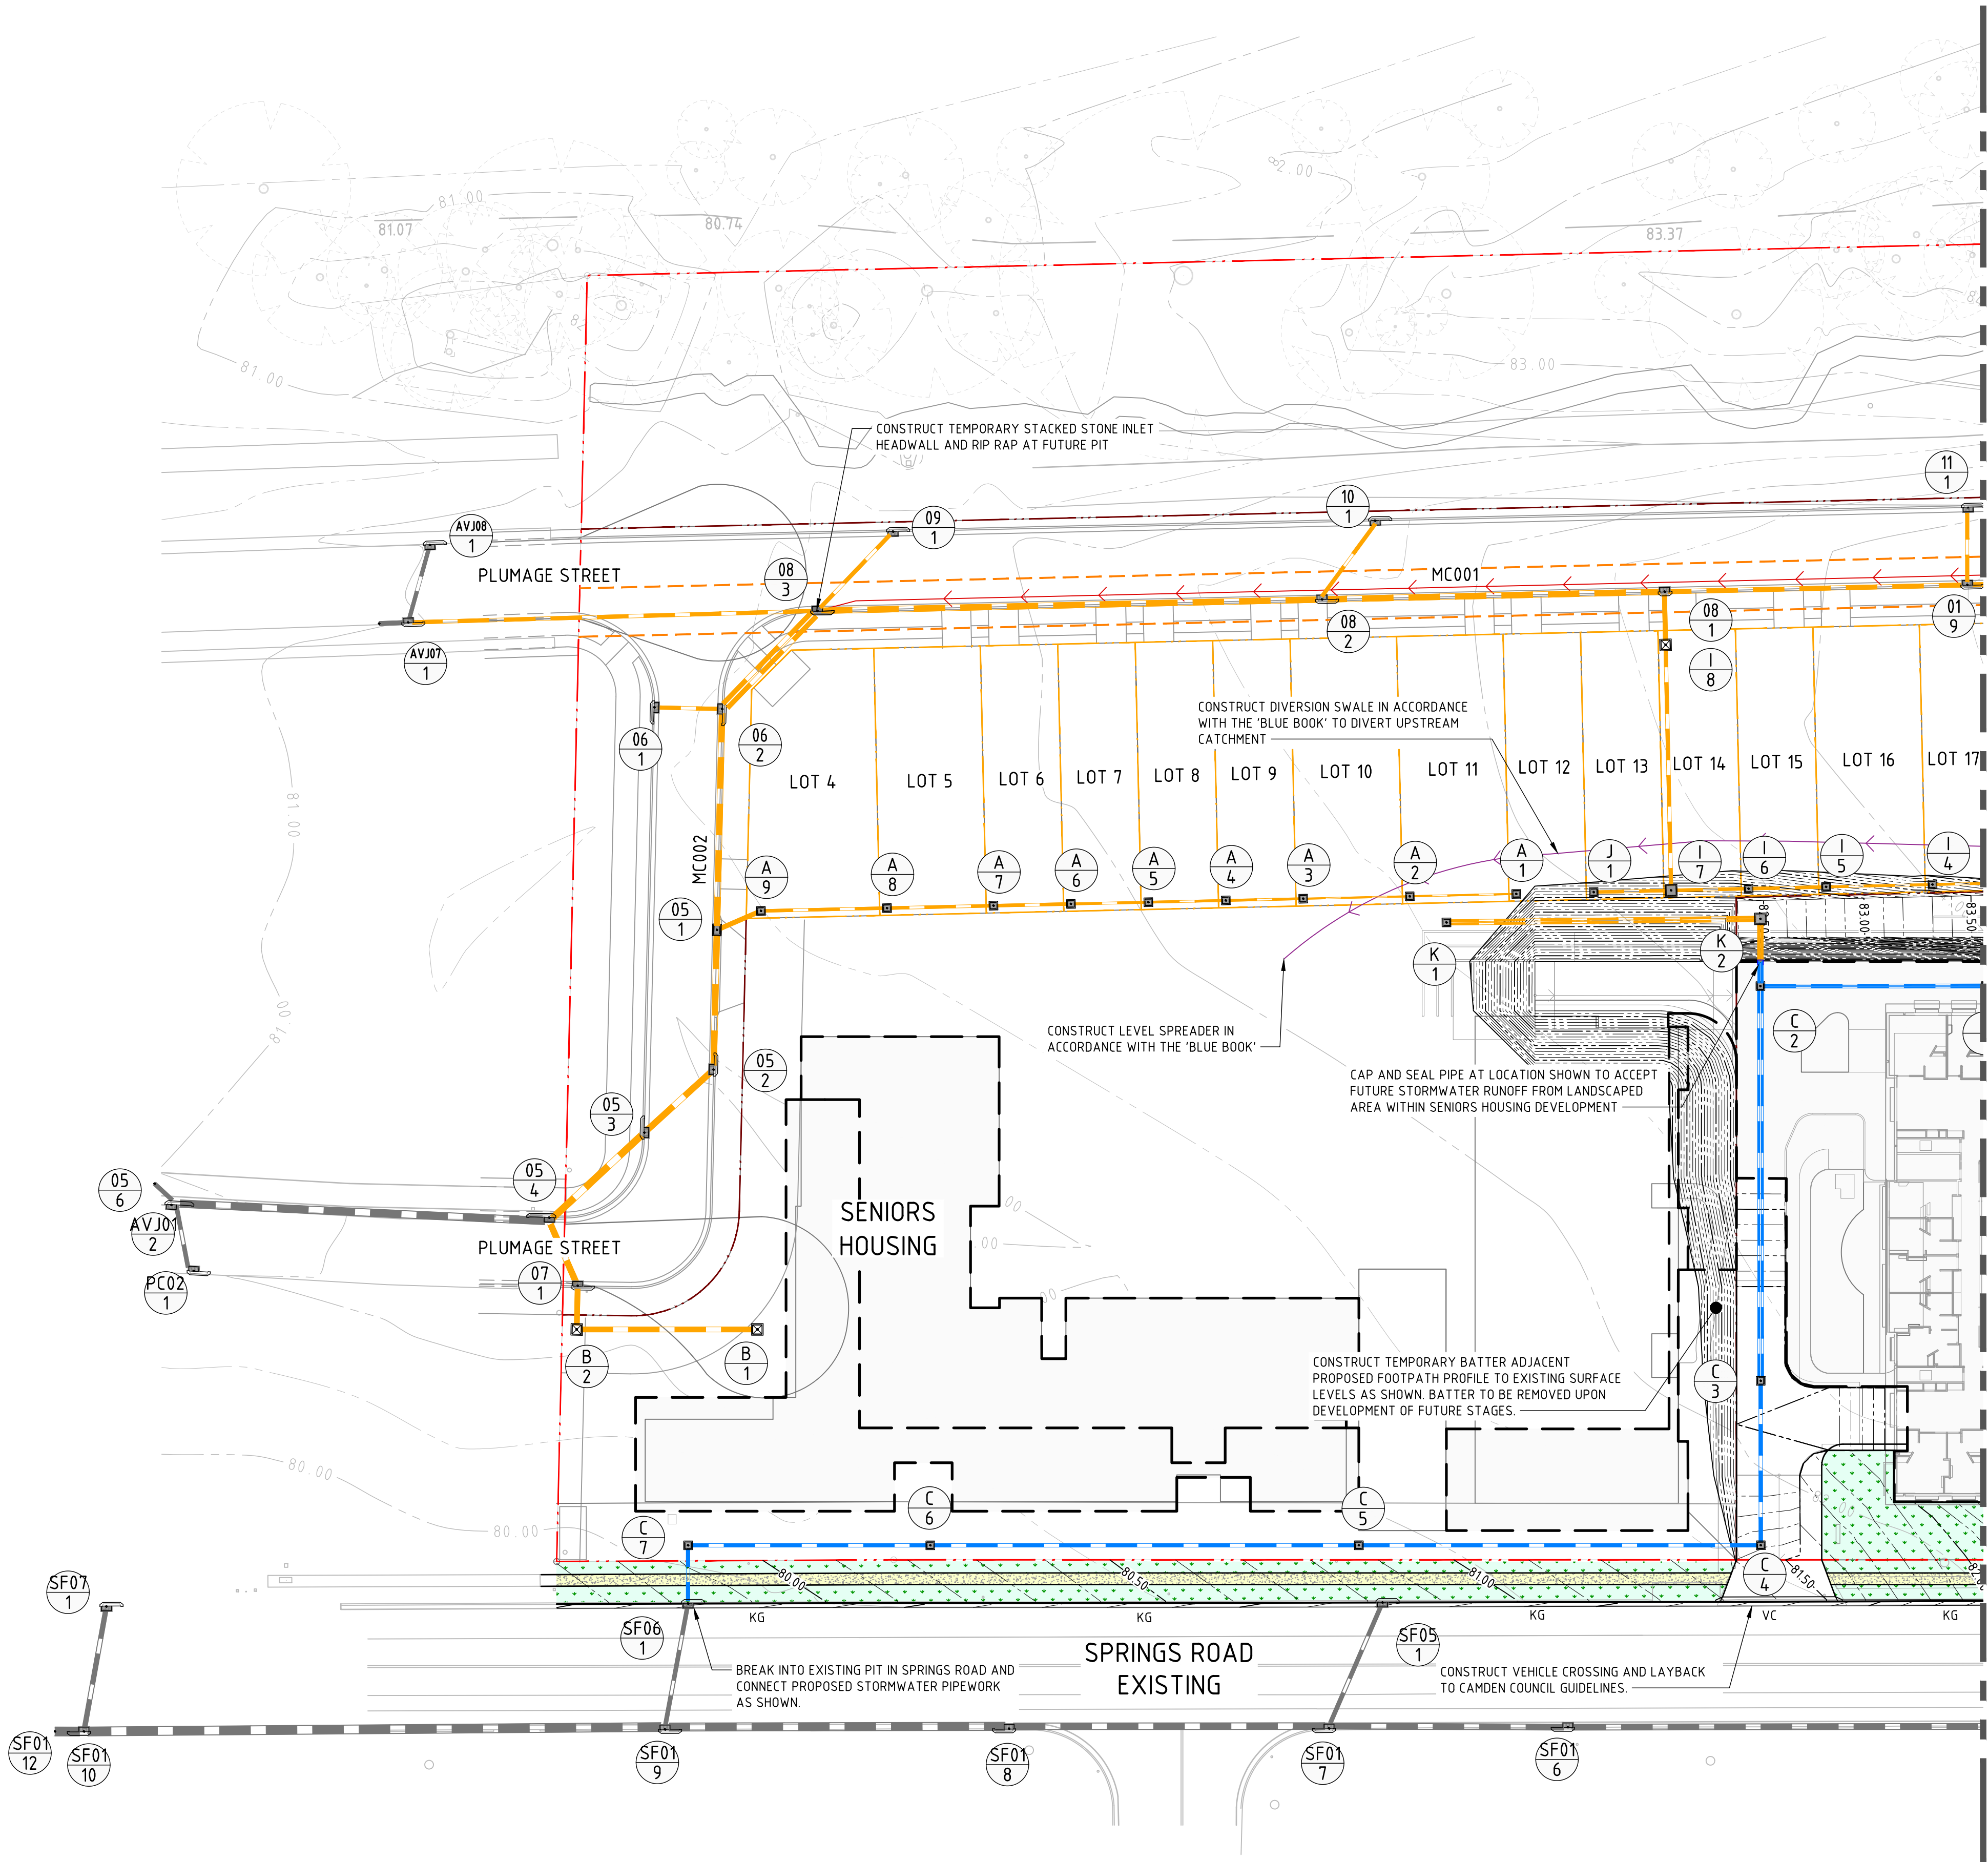 81.00
82.00
81.07
80.74
83.37
81.00
83.00
CONSTRUCT TEMPORARY STACKED STONE INLET
HEADWALL AND RIP RAP AT FUTURE PIT
11
1
10
1
09
1
AVJ08
1
PLUMAGE STREET
08
3
MC001
08
1
01
9
08
2
AVJ07
1
I
8
CONSTRUCT DIVERSION SWALE IN ACCORDANCE
WITH THE 'BLUE BOOK' TO DIVERT UPSTREAM
CATCHMENT
06
1
06
2
LOT 4
LOT 5
LOT 6
LOT 7
LOT 8
LOT 9
LOT 10
LOT 11
LOT 12
LOT 13
LOT 14
LOT 15
LOT 16
LOT 17
81.00
MC002
A
9
A
8
A
7
A
6
A
5
A
4
A
3
A
2
A
1
J
1
I
7
I
6
I
5
I
4
05
1
83.00
83.50
K
1
K
2
81.00
CONSTRUCT LEVEL SPREADER IN
ACCORDANCE WITH THE 'BLUE BOOK'
C
2
CAP AND SEAL PIPE AT LOCATION SHOWN TO ACCEPT
FUTURE STORMWATER RUNOFF FROM LANDSCAPED
AREA WITHIN SENIORS HOUSING DEVELOPMENT
05
2
05
3
05
4
05
6
AVJ01
2
SENIORS
HOUSING
PLUMAGE STREET
PC02
1
07
1
B
2
B
1
CONSTRUCT TEMPORARY BATTER ADJACENT
PROPOSED FOOTPATH PROFILE TO EXISTING SURFACE
LEVELS AS SHOWN. BATTER TO BE REMOVED UPON
DEVELOPMENT OF FUTURE STAGES.
C
3
80.00
80.00
C
7
C
6
C
5
C
4
80.00
80.50
81.00
81.50
SF07
1
KG
KG
KG
VC
KG
SF06
1
SF05
1
SPRINGS ROAD
EXISTING
BREAK INTO EXISTING PIT IN SPRINGS ROAD AND
CONNECT PROPOSED STORMWATER PIPEWORK
AS SHOWN.
CONSTRUCT VEHICLE CROSSING AND LAYBACK
TO CAMDEN COUNCIL GUIDELINES.
SF01
12
SF01
10
SF01
9
SF01
8
SF01
7
SF01
6